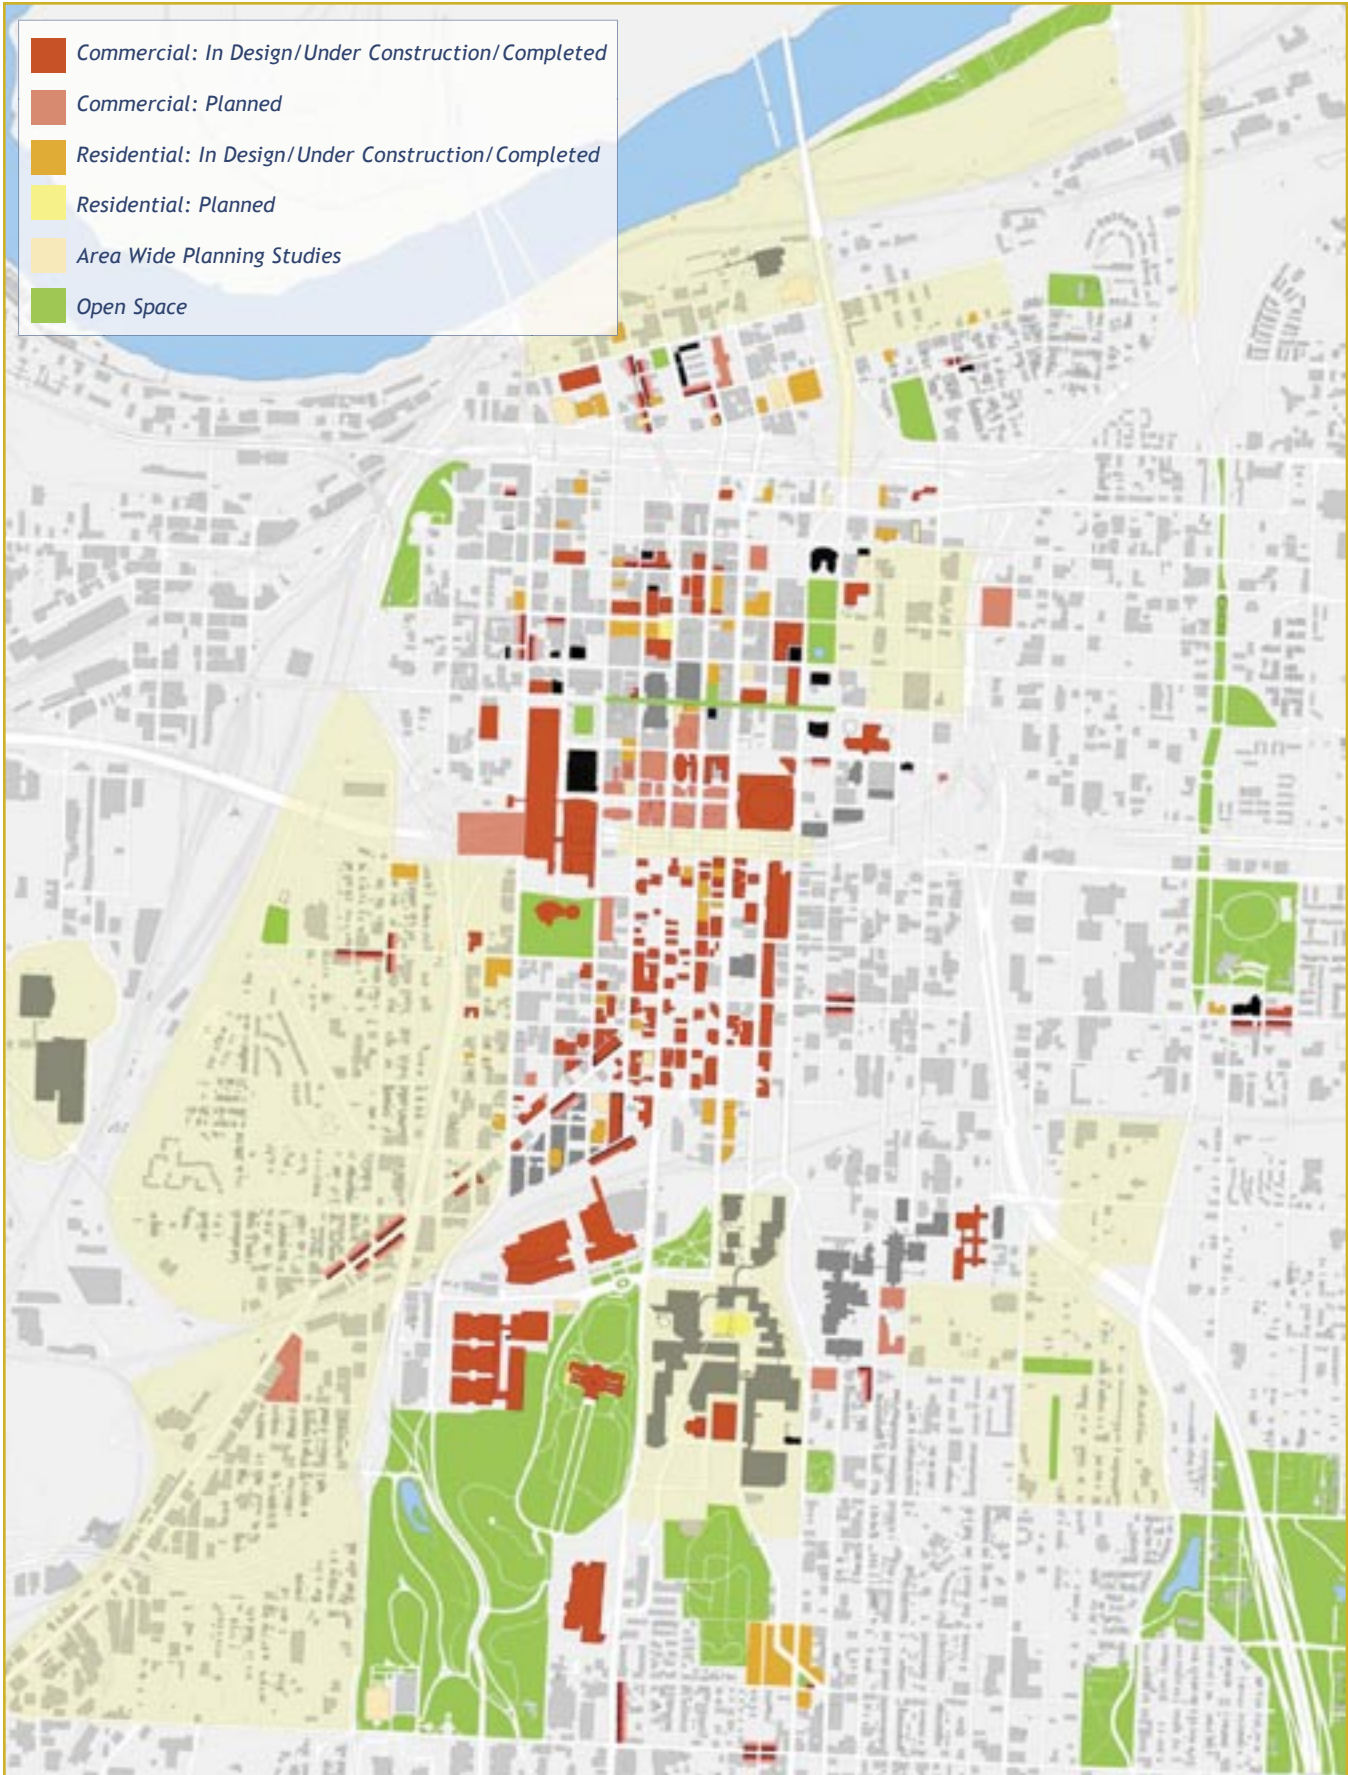 Commercial: In Design/Under Construction/Completed
Commercial: Planned
Residential: In Design/Under Construction/Completed
Residential: Planned
Area Wide Planning Studies
Open Space